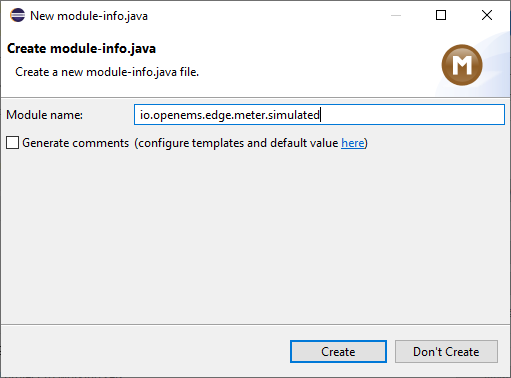 New module-info.java
Create module-info.java
Create a new module-info.java file.
M
Module name: io.openems.edge.meter.simulated
Generate comments (configure templates and default value here)
Create Don't Create